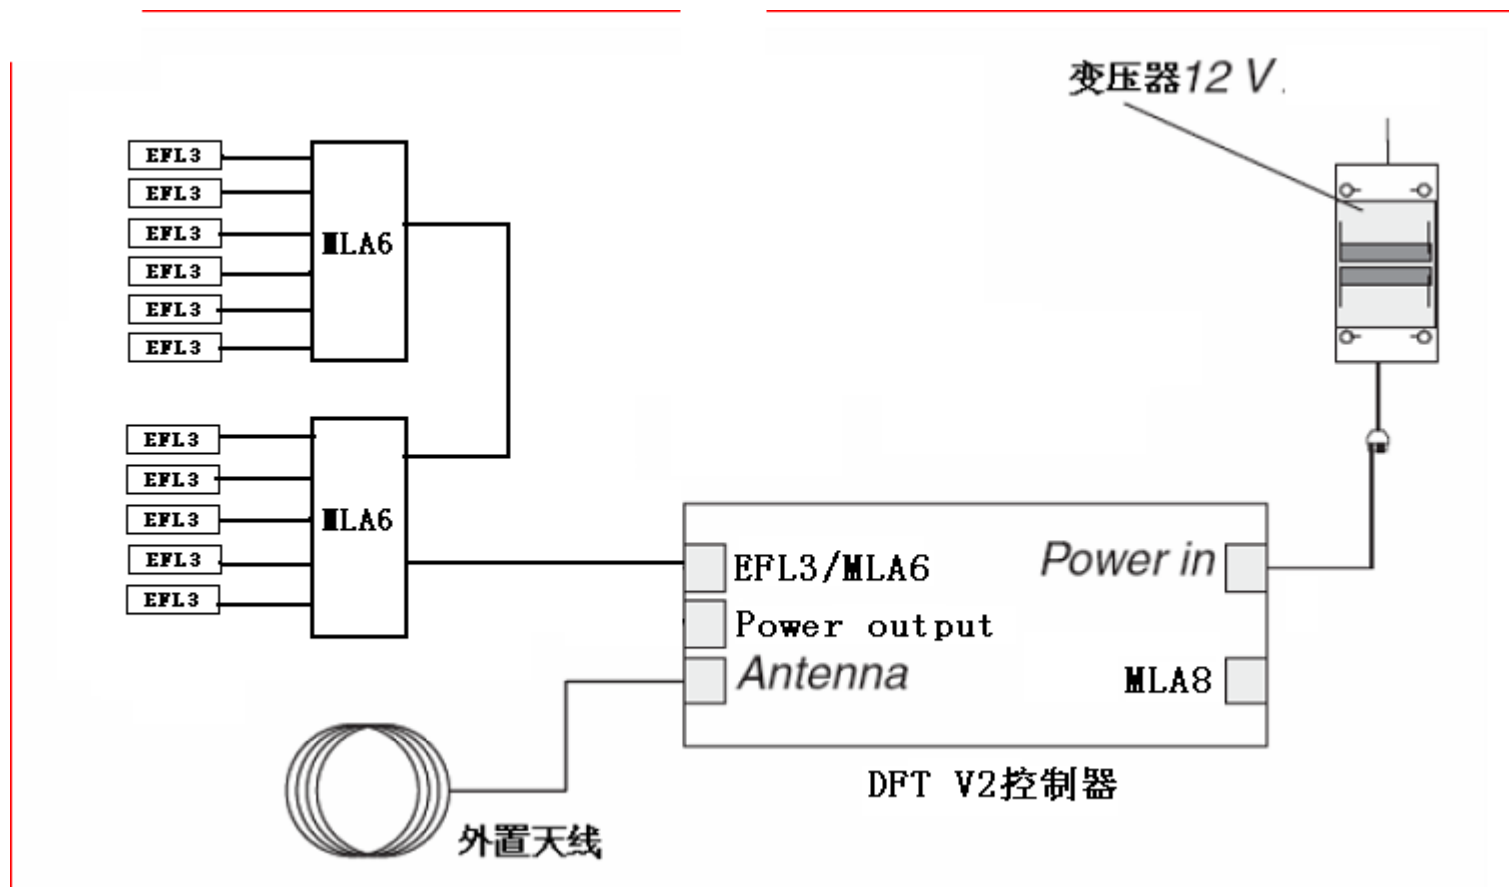 变压器12 V.
EFL3
EFL3
EFL3
EFL3
EFL3
EFL3
MLA6
EFL3
EFL3
EFL3
EFL3
EFL3
MLA6
EFL3/MLA6
Power in
Power output
Antenna
MLA8
DFT V2控制器
外置天线